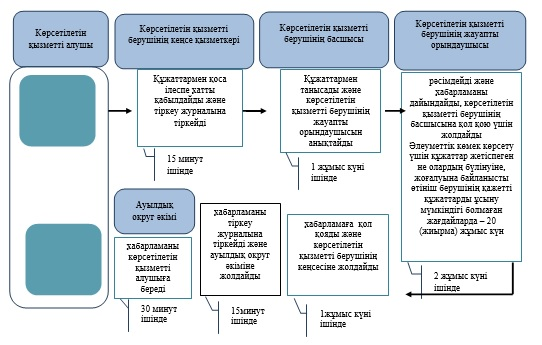 Көрсетілетін
қызметті алушы
Көрсетілетін қызметті
берушінің кеңсе қызметкері
Көрсетілетін қызметті
берушінің басшысы
Көрсетілетін қызметті
берушінің жауапты
орындаушысы
Құжаттармен қоса
ілеспе хатты
қабылдайды және
тіркеу журналына
тіркейді
15 минут
ішінде
Құжаттармен
танысады және
көрсетілетін
қызметті берушінің
жауапты
орындаушысын
анықтайды
1 жұмыс күні
ішінде
рәсімдейді және
хабарламаны
дайындайды, көрсетілетін
қызметті берушінің
басшысына қол қою үшін
жолдайды
Әлеуметтік көмек көрсету
үшін құжаттар жетіспеген
не олардың бүлінуіне,
жоғалуына байланысты
өтініш берушінің қажетті
құжаттарды ұсыну
мүмкіндігі болмаған
жағдайларда – 20
(жиырма) жұмыс күн
2 жұмыс күні
ішінде
Ауылдық
округ әкімі
хабарламаны
көрсетілетін
қызметті
алушыға
береді
30 минут
ішінде
хабарламаны
тіркеу
журналына
тіркейді және
ауылдық округ
әкіміне
жолдайды
15минут
ішінде
хабарламаға қол
қояды және
көрсетілетін
қызметті берушінің
кеңсесіне жолдайды
1жұмыс күні
ішінде